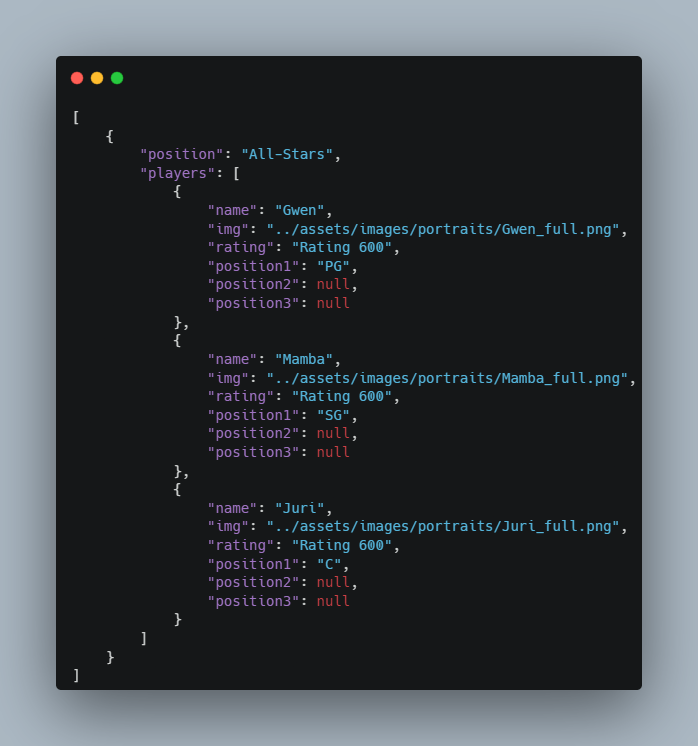 [
    {
        "position": "All-Stars",
        "players": [
            {
                "name": "Gwen",
                "img": "../assets/images/portraits/Gwen_full.png",
                "rating": "Rating 600",
                "position1": "PG",
                "position2": null,
                "position3": null
            },
            {
                "name": "Mamba",
                "img": "../assets/images/portraits/Mamba_full.png",
                "rating": "Rating 600",
                "position1": "SG",
                "position2": null,
                "position3": null
            },
            {
                "name": "Juri",
                "img": "../assets/images/portraits/Juri_full.png",
                "rating": "Rating 600",
                "position1": "C",
                "position2": null,
                "position3": null
            }
        ]
    }
]